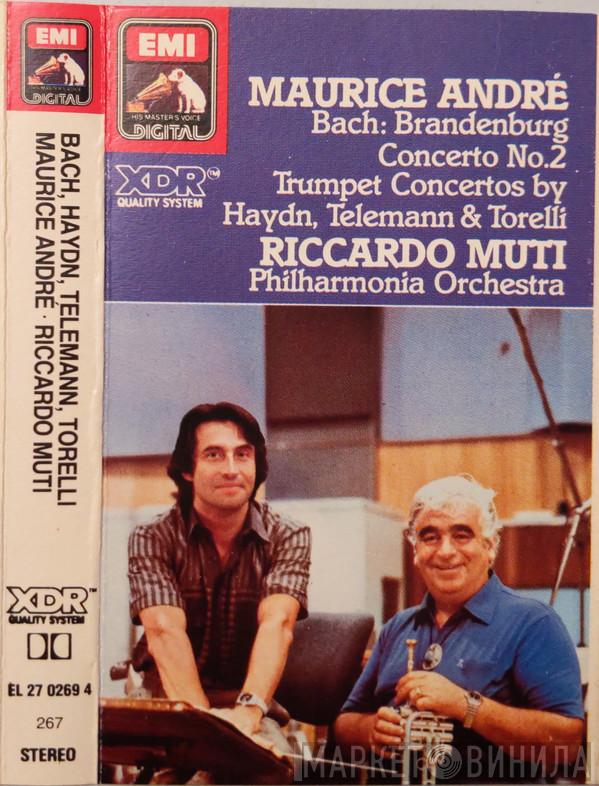 EMI
HIS MASTER'S VOICE
DIGITAL
BACH, HAYDN, TELEMANN, TORELLI
MAURICE ANDRÉ · RICCARDO MUTI
XDR™
QUALITY SYSTEM
EL 27 0269 4
267
STEREO
EMI
HIS MASTER'S VOICE
DIGITAL
XDR™
QUALITY SYSTEM
MAURICE ANDRÉ
Bach: Brandenburg
Concerto No.2
Trumpet Concertos by
Haydn, Telemann & Torelli
RICCARDO MUTI
Philharmonia Orchestra
МАРКЕТ ВИНИЛА